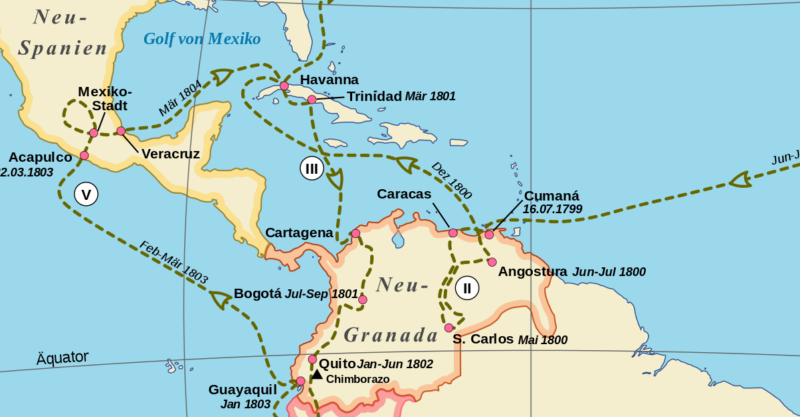 Neu-
Spanien
Golf von Mexiko
Havanna
Trinidad Mär 1801
Mär 1804
Mexiko-
Stadt
Veracruz
Acapulco
2.03.1803
V
III
Dez 1800
Jun-J
Caracas
Cumaná
16.07.1799
Cartagena
Feb-Mär 1803
Angostura Jun-Jul 1800
Bogotá Jul-Sep 1801
Neu-
Granada
II
S. Carlos Mai 1800
Äquator
Quito Jan-Jun 1802
Chimborazo
Guayaquil
Jan 1803